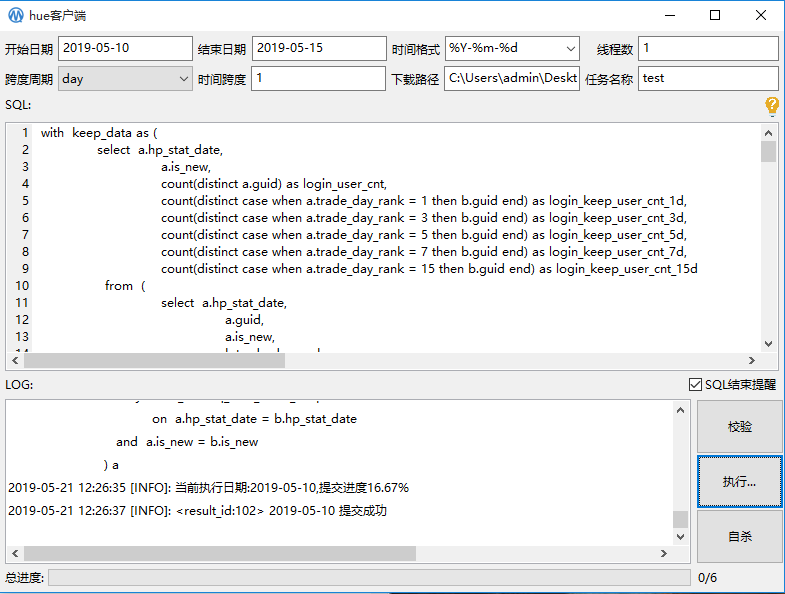 hue客户端
开始日期 2019-05-10 结束日期 2019-05-15 时间格式 %Y-%m-%d 线程数 1
跨度周期 day 时间跨度 1 下载路径 C:\Users\admin\Deskt 任务名称 test
SQL:
1 with keep_data as (
2 select a.hp_stat_date,
3 a.is_new,
4 count(distinct a.guid) as login_user_cnt,
5 count(distinct case when a.trade_day_rank = 1 then b.guid end) as login_keep_user_cnt_1d,
6 count(distinct case when a.trade_day_rank = 3 then b.guid end) as login_keep_user_cnt_3d,
7 count(distinct case when a.trade_day_rank = 5 then b.guid end) as login_keep_user_cnt_5d,
8 count(distinct case when a.trade_day_rank = 7 then b.guid end) as login_keep_user_cnt_7d,
9 count(distinct case when a.trade_day_rank = 15 then b.guid end) as login_keep_user_cnt_15d
10 from (
11 select a.hp_stat_date,
12 a.guid,
13 a.is_new,
LOG:
SQL结束提醒
on a.hp_stat_date = b.hp_stat_date
and a.is_new = b.is_new
) a
2019-05-21 12:26:35 [INFO]: 当前执行日期:2019-05-10,提交进度16.67%
2019-05-21 12:26:37 [INFO]: <result_id:102> 2019-05-10 提交成功
校验
执行...
自杀
总进度:
0/6